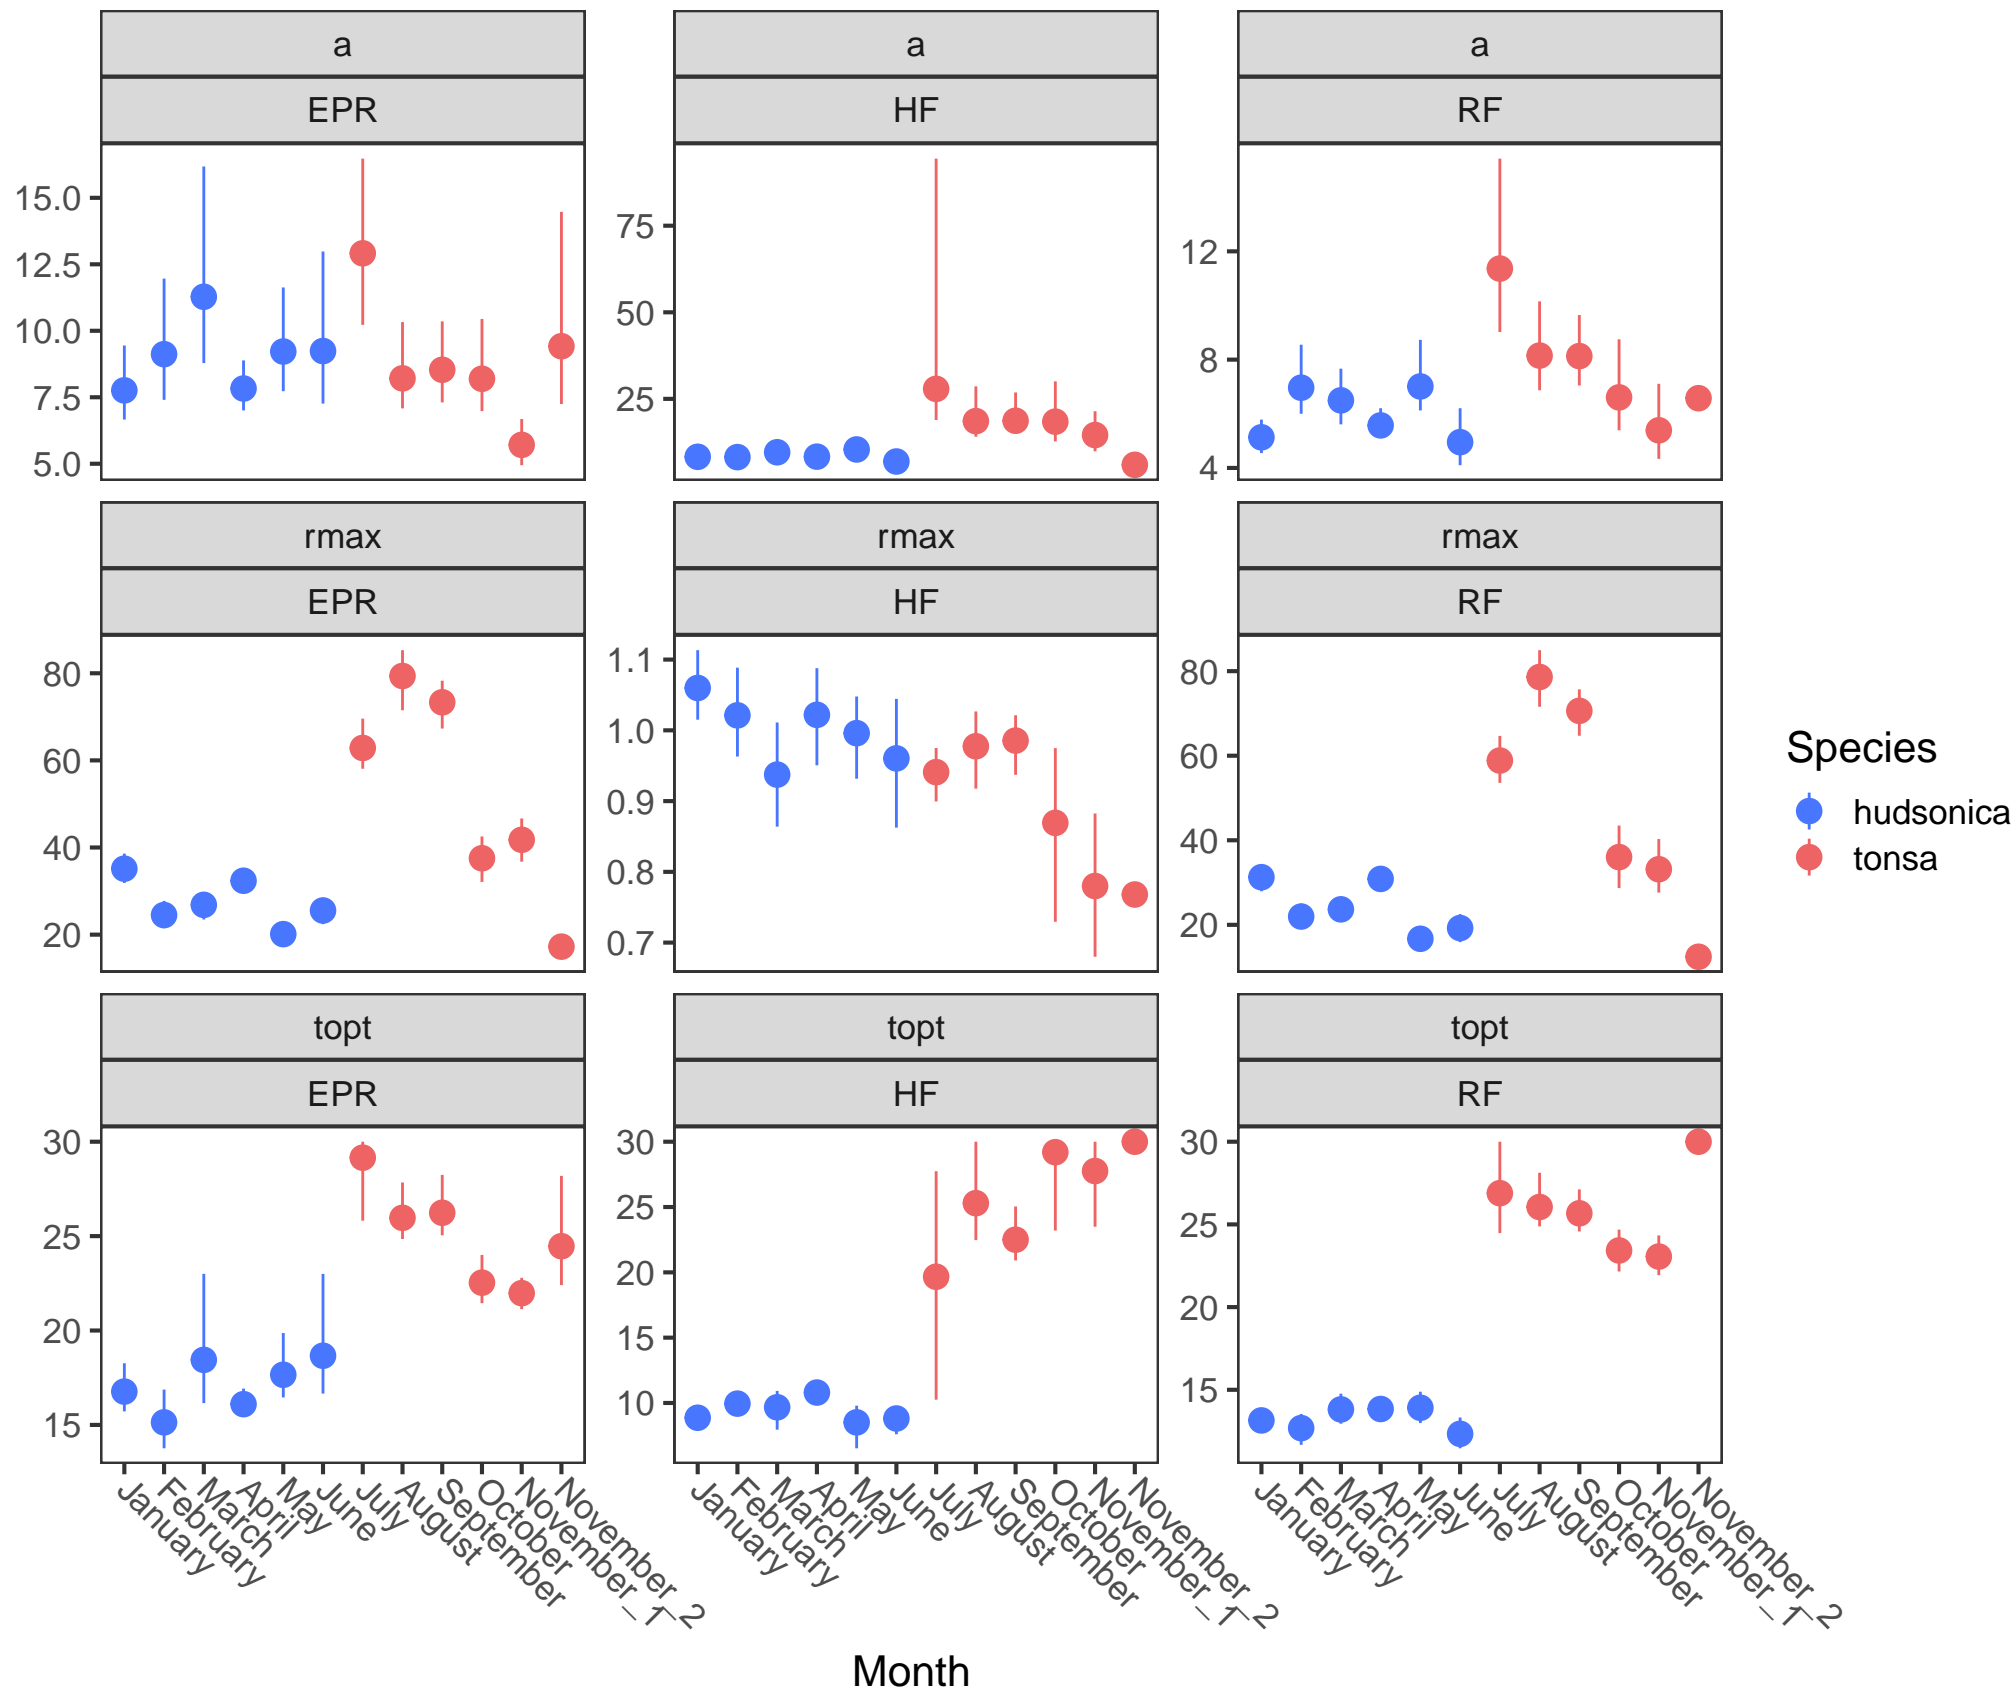 a
EPR
15.0
12.5
10.0
7.5
5.0
a
HF
75
50
25
a
RF
12
8
4
rmax
EPR
80
60
40
20
rmax
HF
1.1
1.0
0.9
0.8
0.7
rmax
RF
80
60
40
20
topt
EPR
30
25
20
15
January
February
March
April
May
June
July
August
September
October
November_1
November_2
topt
HF
30
25
20
15
10
January
February
March
April
May
June
July
August
September
October
November_1
November_2
topt
RF
30
25
20
15
January
February
March
April
May
June
July
August
September
October
November_1
November_2
Month
Species
hudsonica
tonsa